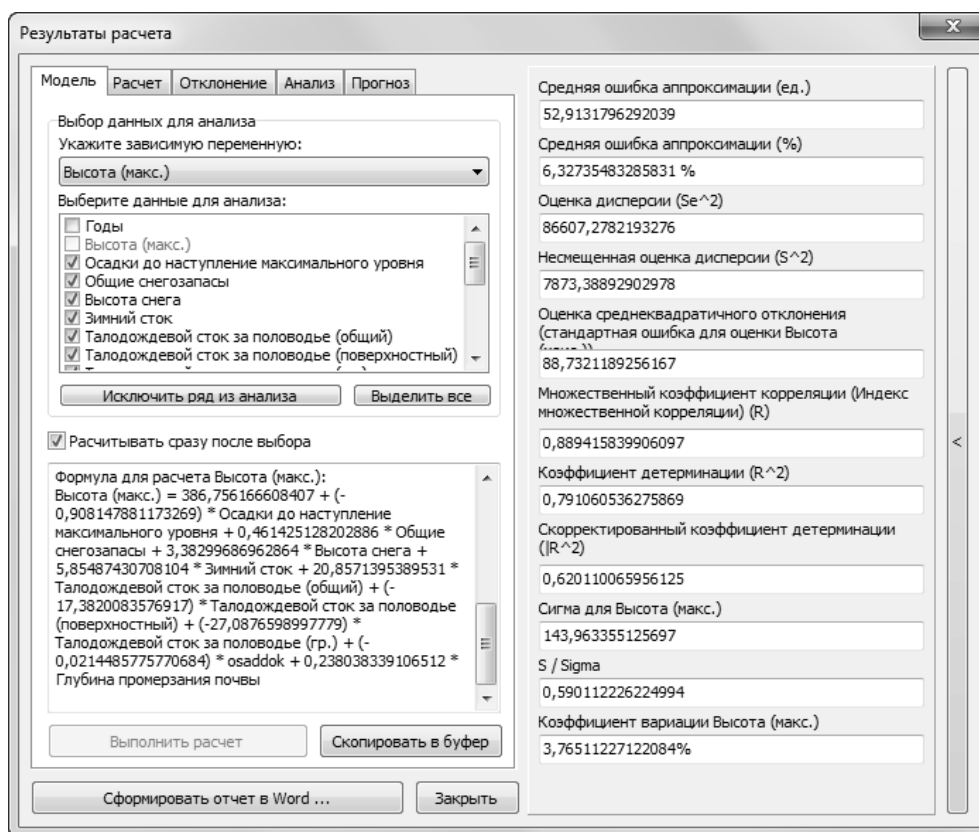 Результаты расчета
Модель
Расчет
Отклонение
Анализ
Прогноз
Выбор данных для анализа
Укажите зависимую переменную:
Высота (макс.)
Выберите данные для анализа:
Годы
Высота (макс.)
Осадки до наступление максимального уровня
Общие снегозапасы
Высота снега
Зимний сток
Талодождевой сток за половодье (общий)
Талодождевой сток за половодье (поверхностный)
Исключить ряд из анализа
Выделить все
Расчитывать сразу после выбора
Формула для расчета Высота (макс.):
Высота (макс.) = 386,756166608407 + (-
0,908147881173269) * Осадки до наступление
максимального уровня + 0,461425128202886 * Общие
снегозапасы + 3,38299686962864 * Высота снега +
5,85487430708104 * Зимний сток + 20,8571395389531 *
Талодождевой сток за половодье (общий) + (-
17,3820083576917) * Талодождевой сток за половодье
(поверхностный) + (-27,0876598997779) *
Талодождевой сток за половодье (гр.) + (-
0,0214485775770684) * osaddok + 0,238038339106512 *
Глубина промерзания почвы
Выполнить расчет
Скопировать в буфер
Сформировать отчет в Word ...
Закрыть
Средняя ошибка аппроксимации (ед.)
52,9131796292039
Средняя ошибка аппроксимации (%)
6,32735483285831 %
Оценка дисперсии (Se^2)
86607,2782193276
Несмещенная оценка дисперсии (S^2)
7873,38892902978
Оценка среднеквадратичного отклонения
(стандартная ошибка для оценки Высота
88,7321189256167
Множественный коэффициент корреляции (Индекс
множественной корреляции) (R)
0,889415839906097
Коэффициент детерминации (R^2)
0,791060536275869
Скорректированный коэффициент детерминации
(|R^2)
0,620110065956125
Сигма для Высота (макс.)
143,963355125697
S / Sigma
0,590112226224994
Коэффициент вариации Высота (макс.)
3,76511227122084%
<